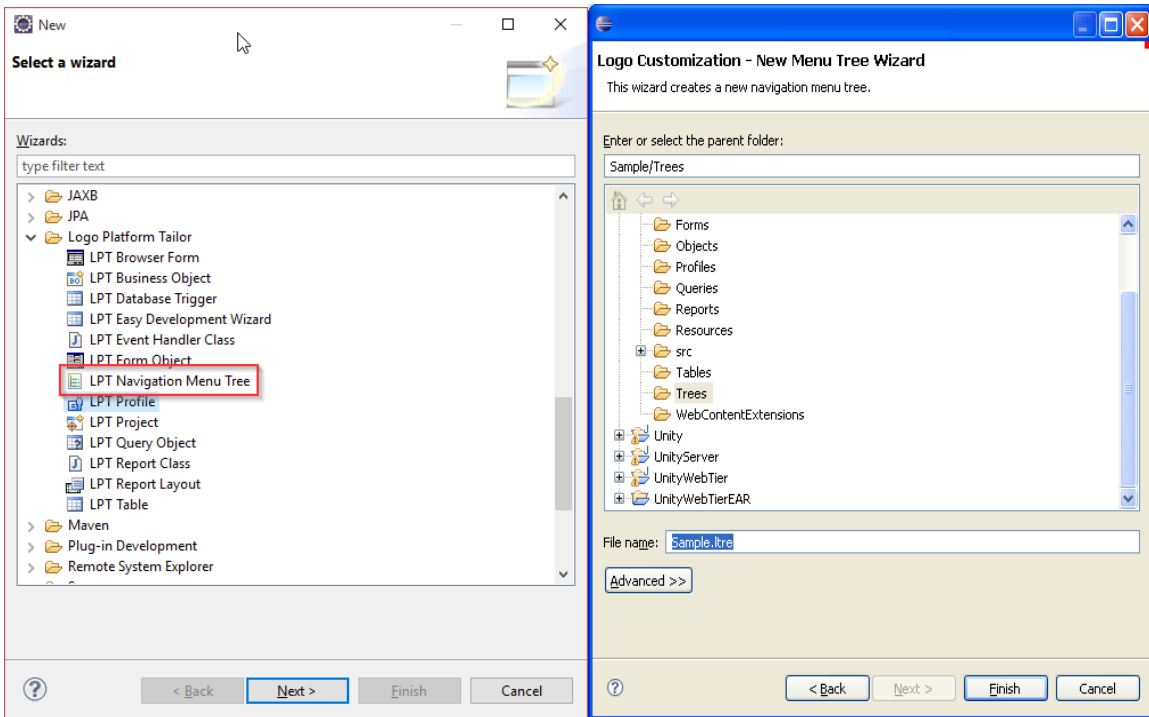 New
Select a wizard
Wizards:
type filter text
JAXB
JPA
Logo Platform Tailor
LPT Browser Form
LPT Business Object
LPT Database Trigger
LPT Easy Development Wizard
LPT Event Handler Class
LPT Form Object
LPT Navigation Menu Tree
LPT Profile
LPT Project
LPT Query Object
LPT Report Class
LPT Report Layout
LPT Table
Maven
Plug-in Development
Remote System Explorer
< Back
Next >
Finish
Cancel
Logo Customization - New Menu Tree Wizard
This wizard creates a new navigation menu tree.
Enter or select the parent folder:
Sample/Trees
Forms
Objects
Profiles
Queries
Reports
Resources
src
Tables
Trees
WebContentExtensions
Unity
UnityServer
UnityWebTier
UnityWebTierEAR
File name: Sample.ltre
Advanced >>
< Back
Next >
Finish
Cancel